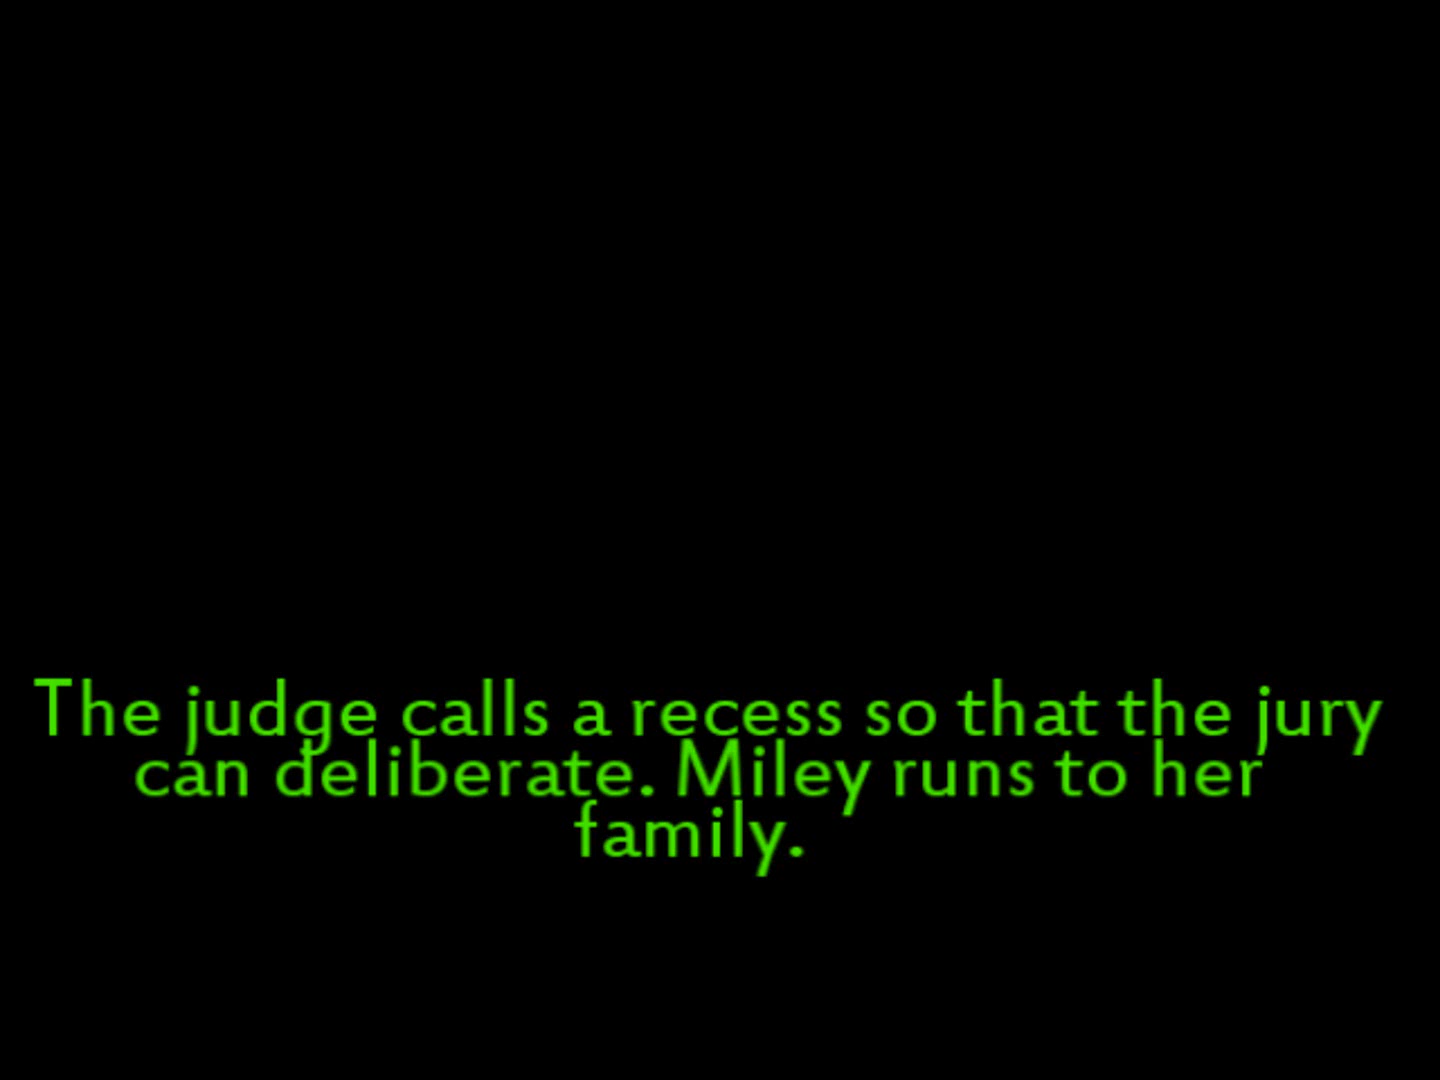 The judge calls a recess so that the jury
can deliberate. Miley runs to her
family.